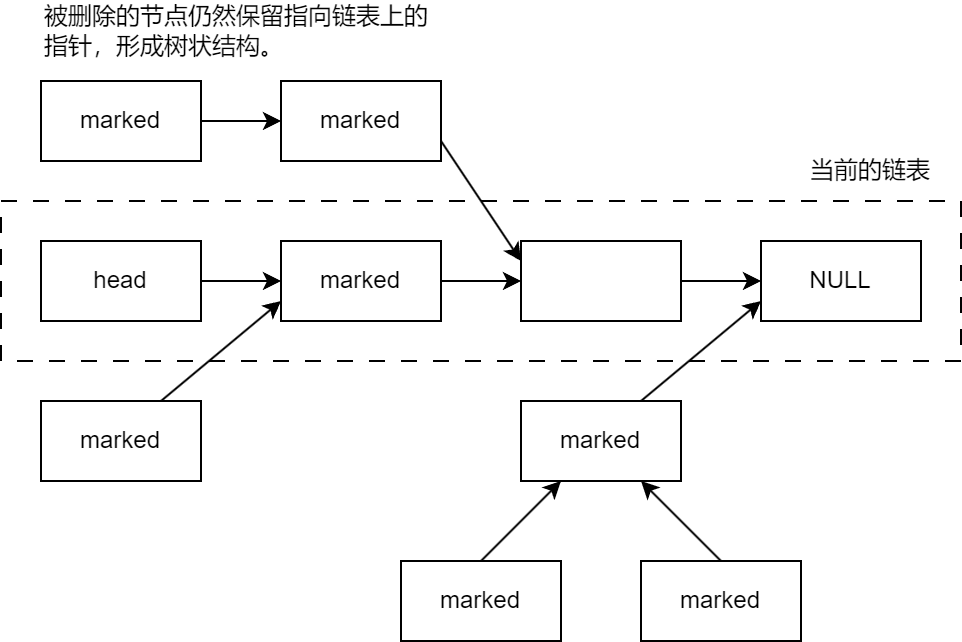 被删除的节点仍然保留指向链表上的
指针，形成树状结构。
marked
marked
当前的链表
head
marked
NULL
marked
marked
marked
marked